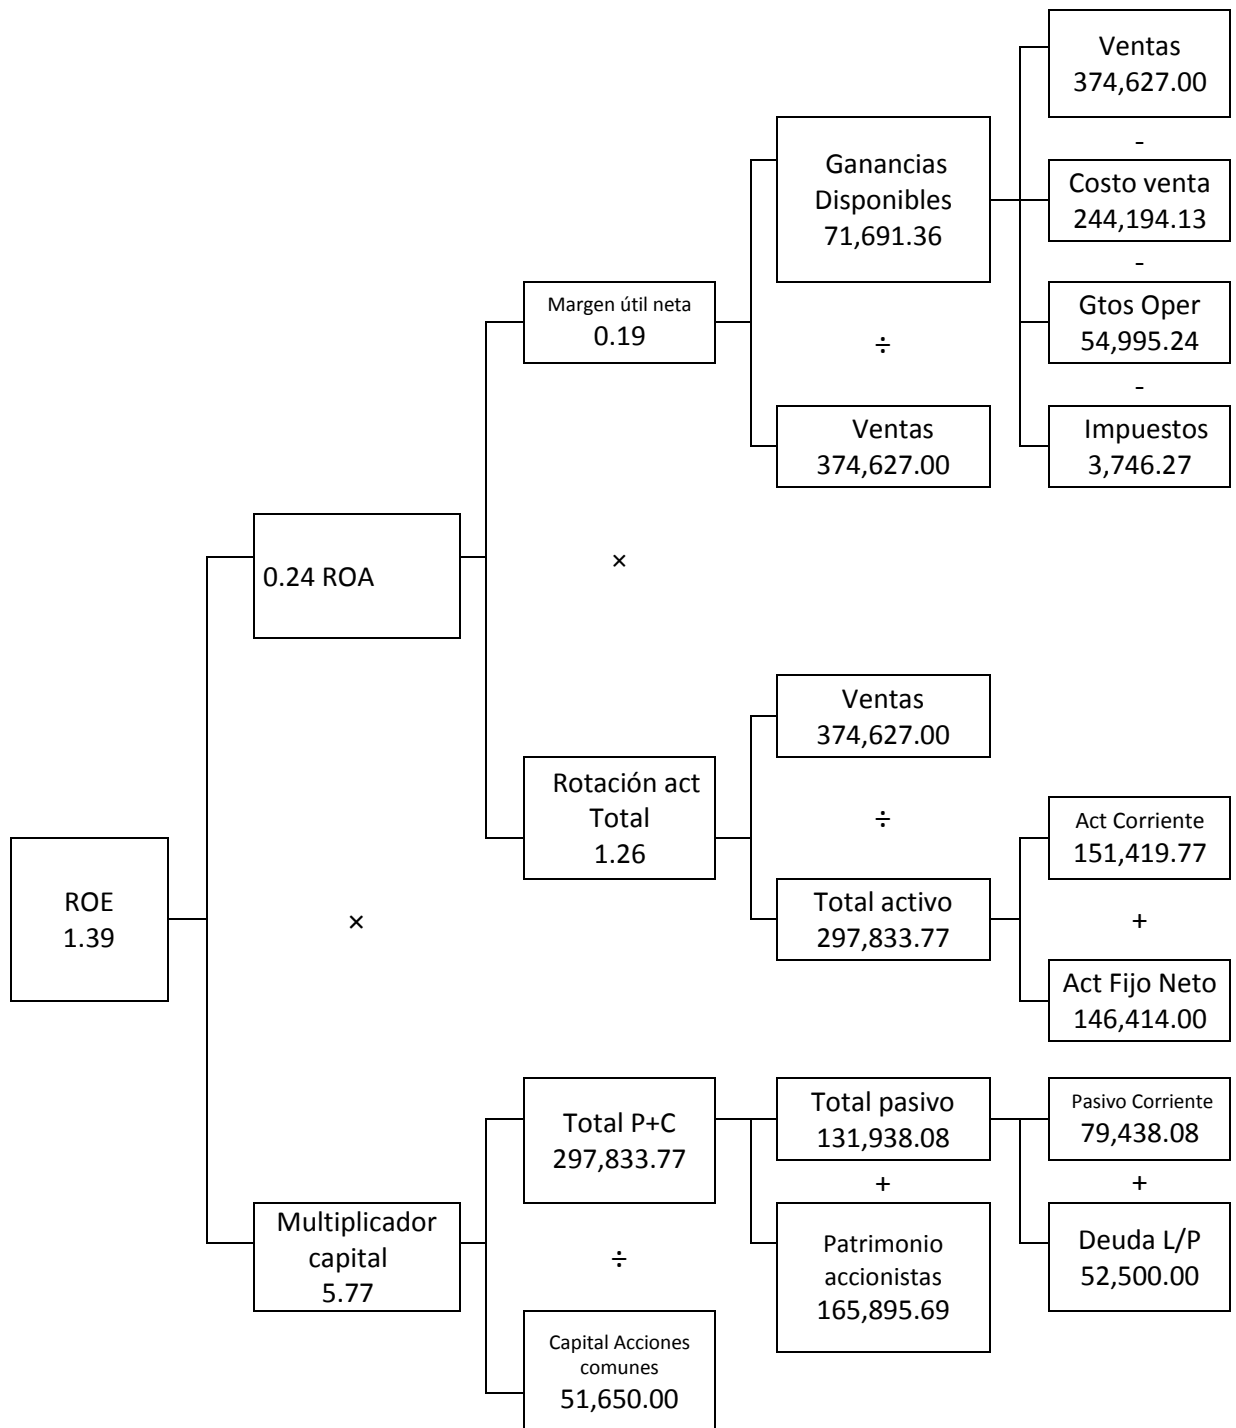 Ventas
374,627.00
-
Costo venta
244,194.13
-
Gtos Oper
54,995.24
-
Impuestos
3,746.27
Ganancias
Disponibles
71,691.36
÷
Ventas
374,627.00
Margen útil neta
0.19
×
0.24 ROA
Ventas
374,627.00
÷
Total activo
297,833.77
Rotación act
Total
1.26
Act Corriente
151,419.77
+
Act Fijo Neto
146,414.00
ROE
1.39
×
Total P+C
297,833.77
÷
Capital Acciones
comunes
51,650.00
Total pasivo
131,938.08
+
Patrimonio
accionistas
165,895.69
Pasivo Corriente
79,438.08
+
Deuda L/P
52,500.00
Multiplicador
capital
5.77